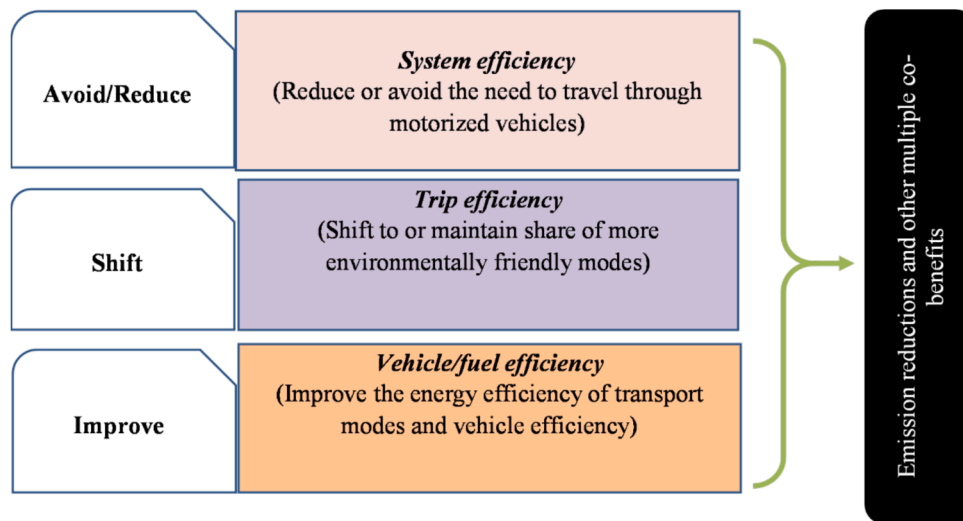 Avoid/Reduce
System efficiency
(Reduce or avoid the need to travel through
motorized vehicles)
Shift
Trip efficiency
(Shift to or maintain share of more
environmentally friendly modes)
Improve
Vehicle/fuel efficiency
(Improve the energy efficiency of transport
modes and vehicle efficiency)
Emission reductions and other multiple co-
benefits